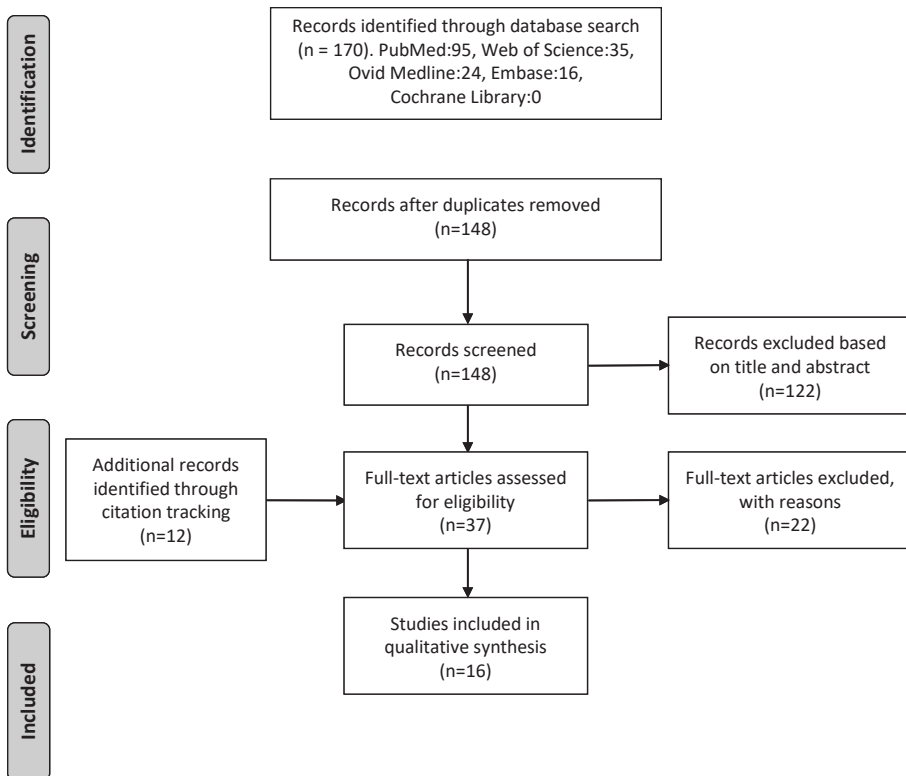 Identification
Records identified through database search
(n = 170). PubMed:95, Web of Science:35,
Ovid Medline:24, Embase:16,
Cochrane Library:0
Screening
Records after duplicates removed
(n=148)
Records screened
(n=148)
Records excluded based
on title and abstract
(n=122)
Eligibility
Additional records
identified through
citation tracking
(n=12)
Full-text articles assessed
for eligibility
(n=37)
Full-text articles excluded,
with reasons
(n=22)
Included
Studies included in
qualitative synthesis
(n=16)